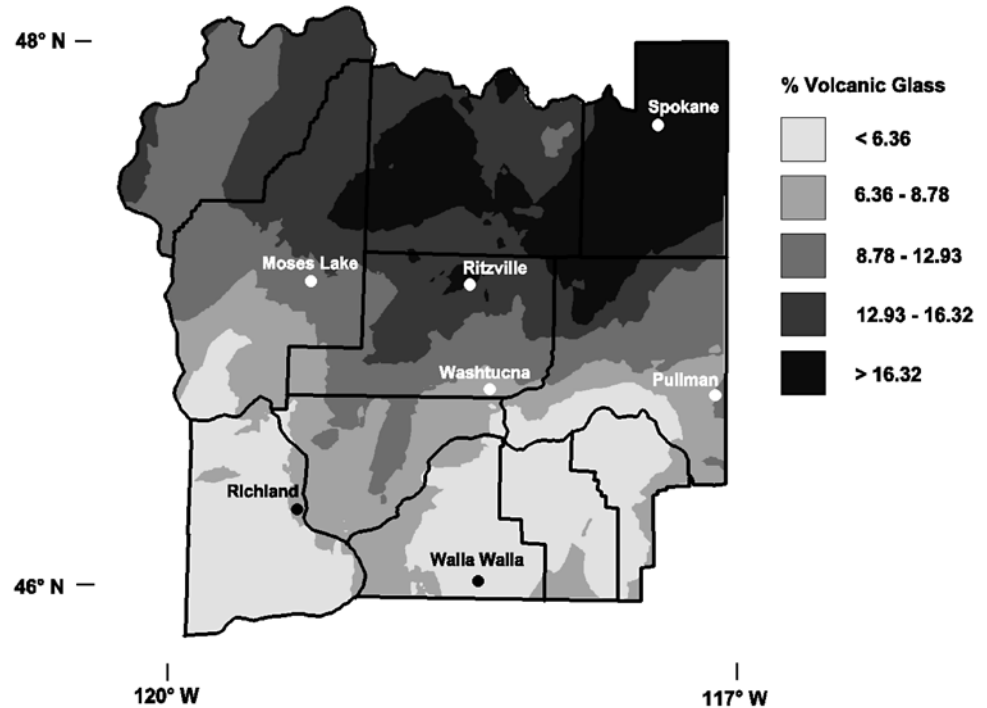 48° N
% Volcanic Glass
Spokane
< 6.36
6.36 - 8.78
8.78 - 12.93
12.93 - 16.32
> 16.32
Moses Lake
Ritzville
Washtucna
Pullman
Richland
Walla Walla
46° N
120° W
117° W